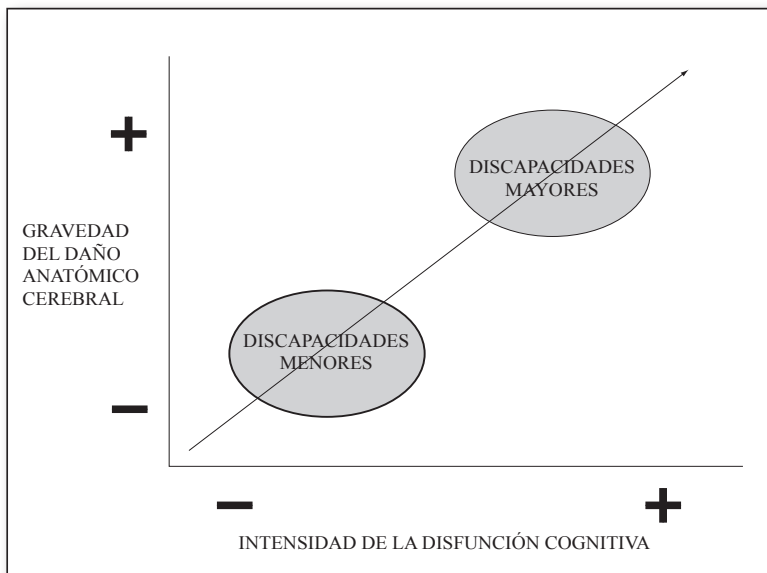 +
DISCAPACIDADES
MAYORES
GRAVEDAD
DEL DAÑO
ANATÓMICO
CEREBRAL
DISCAPACIDADES
MENORES
−
− +
INTENSIDAD DE LA DISFUNCIÓN COGNITIVA